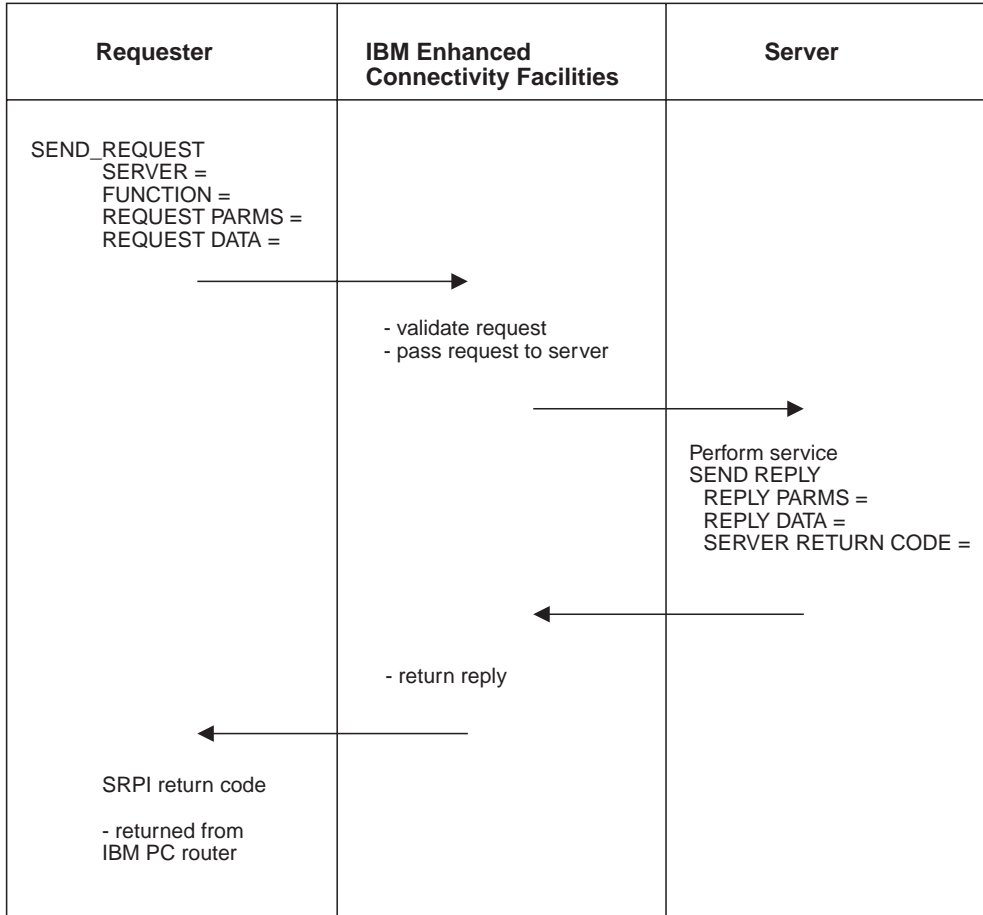 Requester
IBM Enhanced
Connectivity Facilities
Server
SEND_REQUEST
SERVER =
FUNCTION =
REQUEST PARMS =
REQUEST DATA =
- validate request
- pass request to server
Perform service
SEND REPLY
REPLY PARMS =
REPLY DATA =
SERVER RETURN CODE =
- return reply
SRPI return code
- returned from
IBM PC router